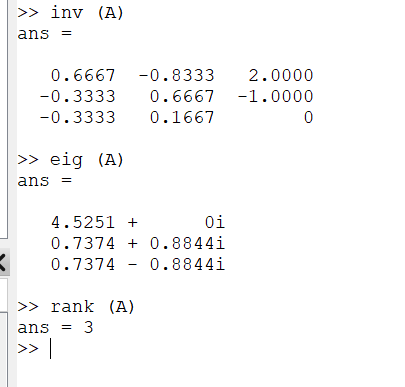 >> inv (A)
ans =
0.6667 -0.8333 2.0000
-0.3333 0.6667 -1.0000
-0.3333 0.1667 0
>> eig (A)
ans =
4.5251 + 0i
0.7374 + 0.8844i
0.7374 - 0.8844i
>> rank (A)
ans = 3
>>